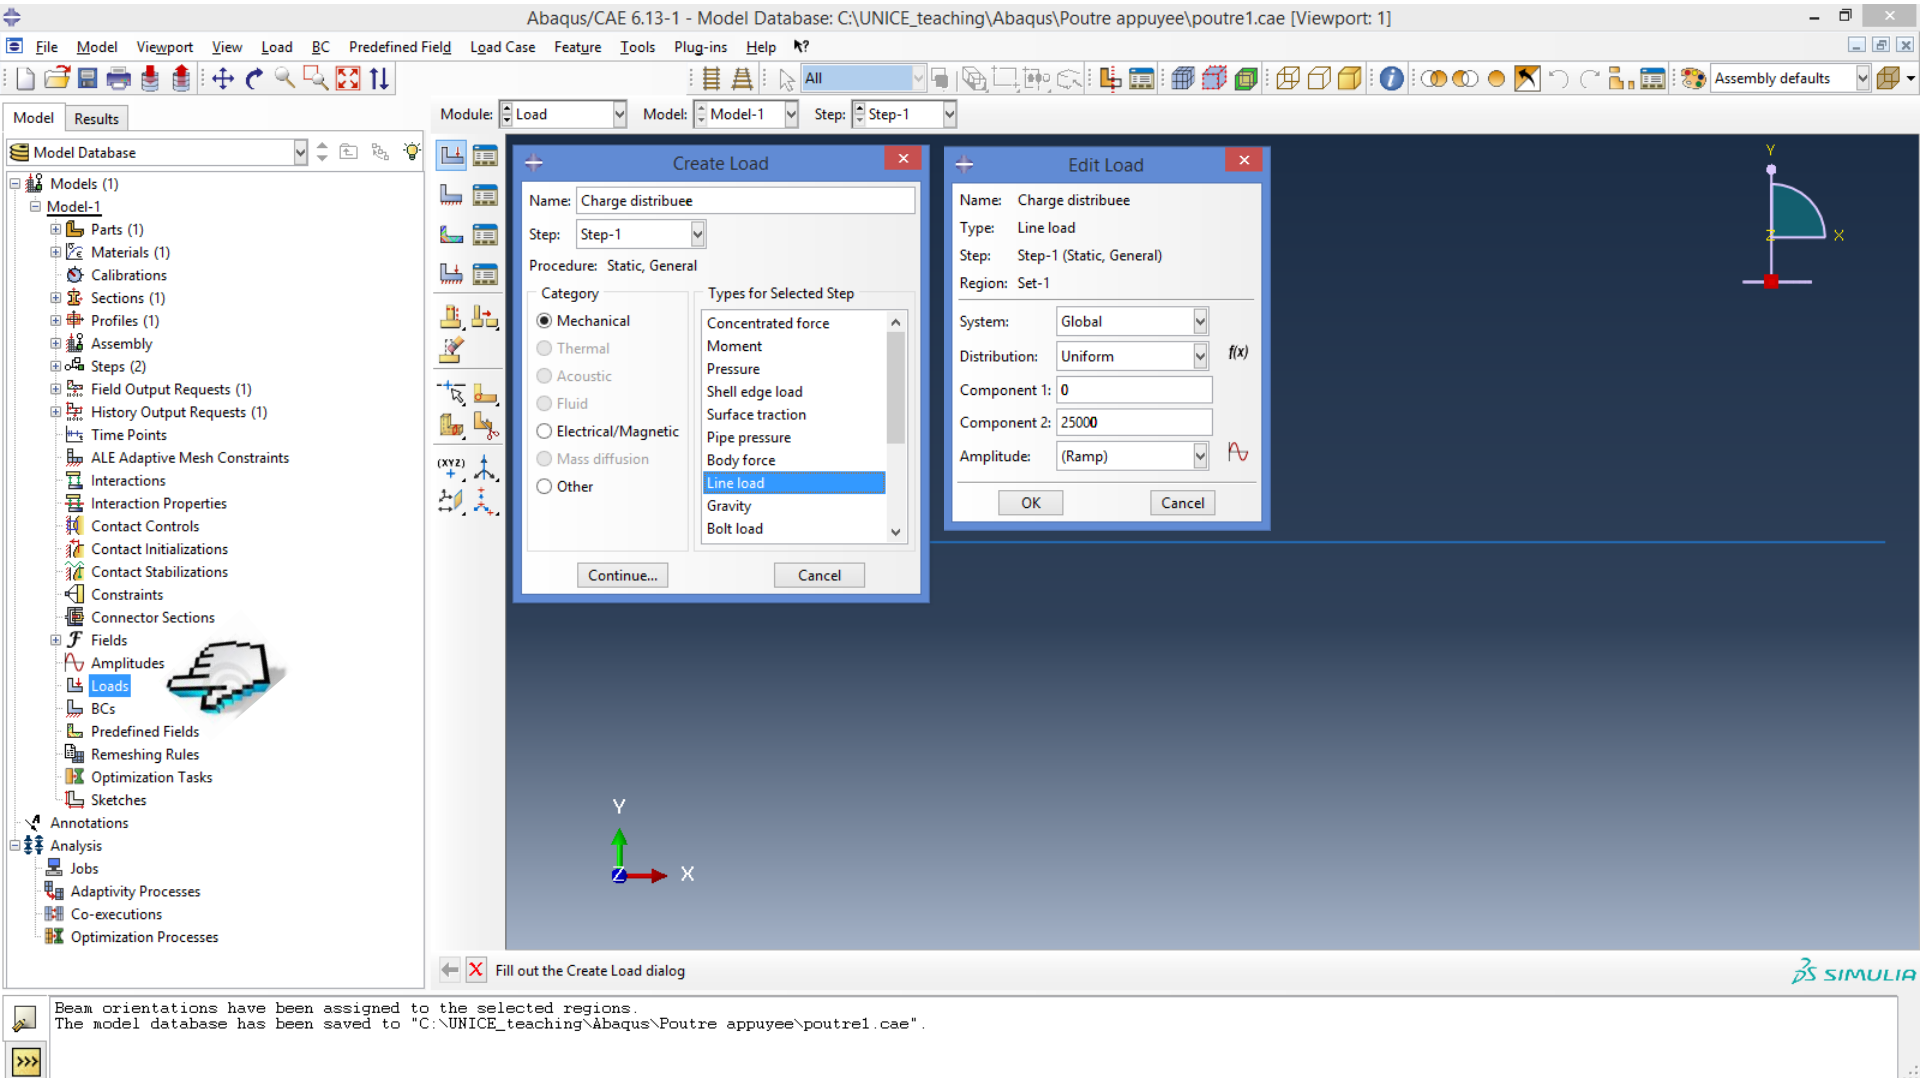 Abaqus/CAE 6.13-1 - Model Database: C:\UNICE_teaching\Abaqus\Poutre appuyee\poutre1.cae [Viewport: 1]
File Model Viewport View Load BC Predefined Field Load Case Feature Tools Plug-ins Help ?
All
Assembly defaults
Model Results
Module: Load Model: Model-1 Step: Step-1
Model Database
Models (1)
Model-1
Parts (1)
Materials (1)
Calibrations
Sections (1)
Profiles (1)
Assembly
Steps (2)
Field Output Requests (1)
History Output Requests (1)
Time Points
ALE Adaptive Mesh Constraints
Interactions
Interaction Properties
Contact Controls
Contact Initializations
Contact Stabilizations
Constraints
Connector Sections
Fields
Amplitudes
Loads
BCs
Predefined Fields
Remeshing Rules
Optimization Tasks
Sketches
Annotations
Analysis
Jobs
Adaptivity Processes
Co-executions
Optimization Processes
(XYZ)
Create Load
Name: Charge distribuee
Step: Step-1
Procedure: Static, General
Category
Mechanical
Thermal
Acoustic
Fluid
Electrical/Magnetic
Mass diffusion
Other
Types for Selected Step
Concentrated force
Moment
Pressure
Shell edge load
Surface traction
Pipe pressure
Body force
Line load
Gravity
Bolt load
Continue... Cancel
Edit Load
Name: Charge distribuee
Type: Line load
Step: Step-1 (Static, General)
Region: Set-1
System: Global
Distribution: Uniform f(x)
Component 1: 0
Component 2: 25000
Amplitude: (Ramp)
OK Cancel
Y
Z X
Y
Z X
Fill out the Create Load dialog
SIMULIA
Beam orientations have been assigned to the selected regions.
The model database has been saved to "C:\UNICE_teaching\Abaqus\Poutre appuyee\poutre1.cae".
>>>